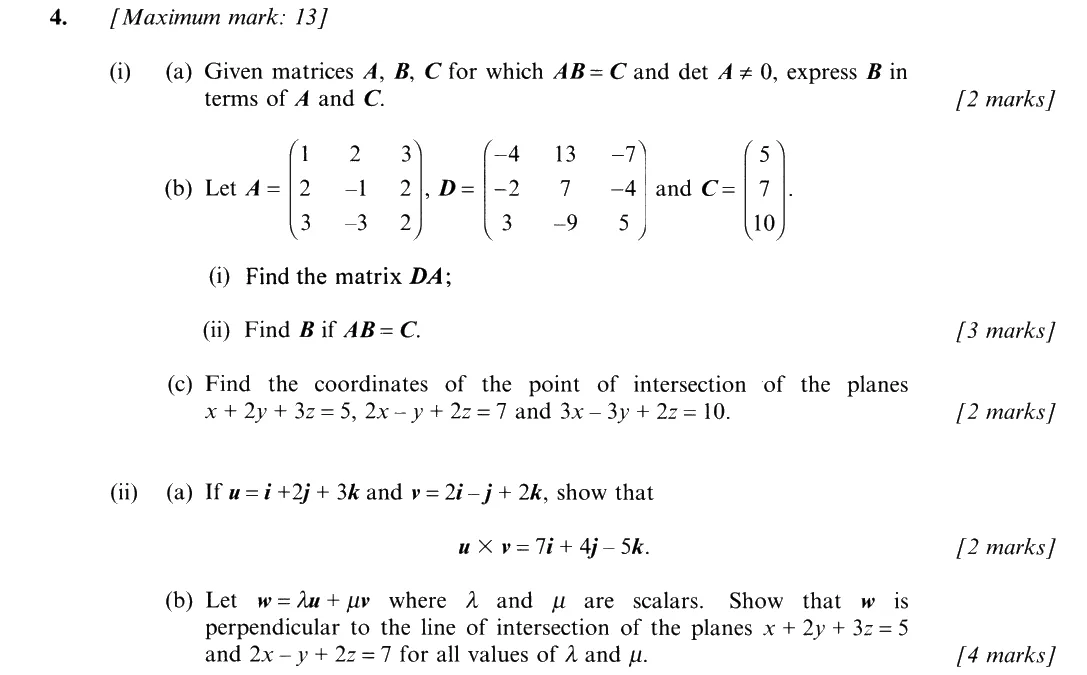 4. [Maximum mark: 13]
(i) (a) Given matrices A, B, C for which AB = C and det A ≠ 0, express B in
terms of A and C. [2 marks]
(b) Let A = (1 2 3; 2 –1 2; 3 –3 2), D = (–4 13 –7; –2 7 –4; 3 –9 5) and C = (5; 7; 10).
(i) Find the matrix DA;
(ii) Find B if AB = C. [3 marks]
(c) Find the coordinates of the point of intersection of the planes
x + 2y + 3z = 5, 2x – y + 2z = 7 and 3x – 3y + 2z = 10. [2 marks]
(ii) (a) If u = i +2j + 3k and v = 2i – j + 2k, show that
u × v = 7i + 4j – 5k. [2 marks]
(b) Let w = λu + μv where λ and μ are scalars. Show that w is
perpendicular to the line of intersection of the planes x + 2y + 3z = 5
and 2x – y + 2z = 7 for all values of λ and μ. [4 marks]